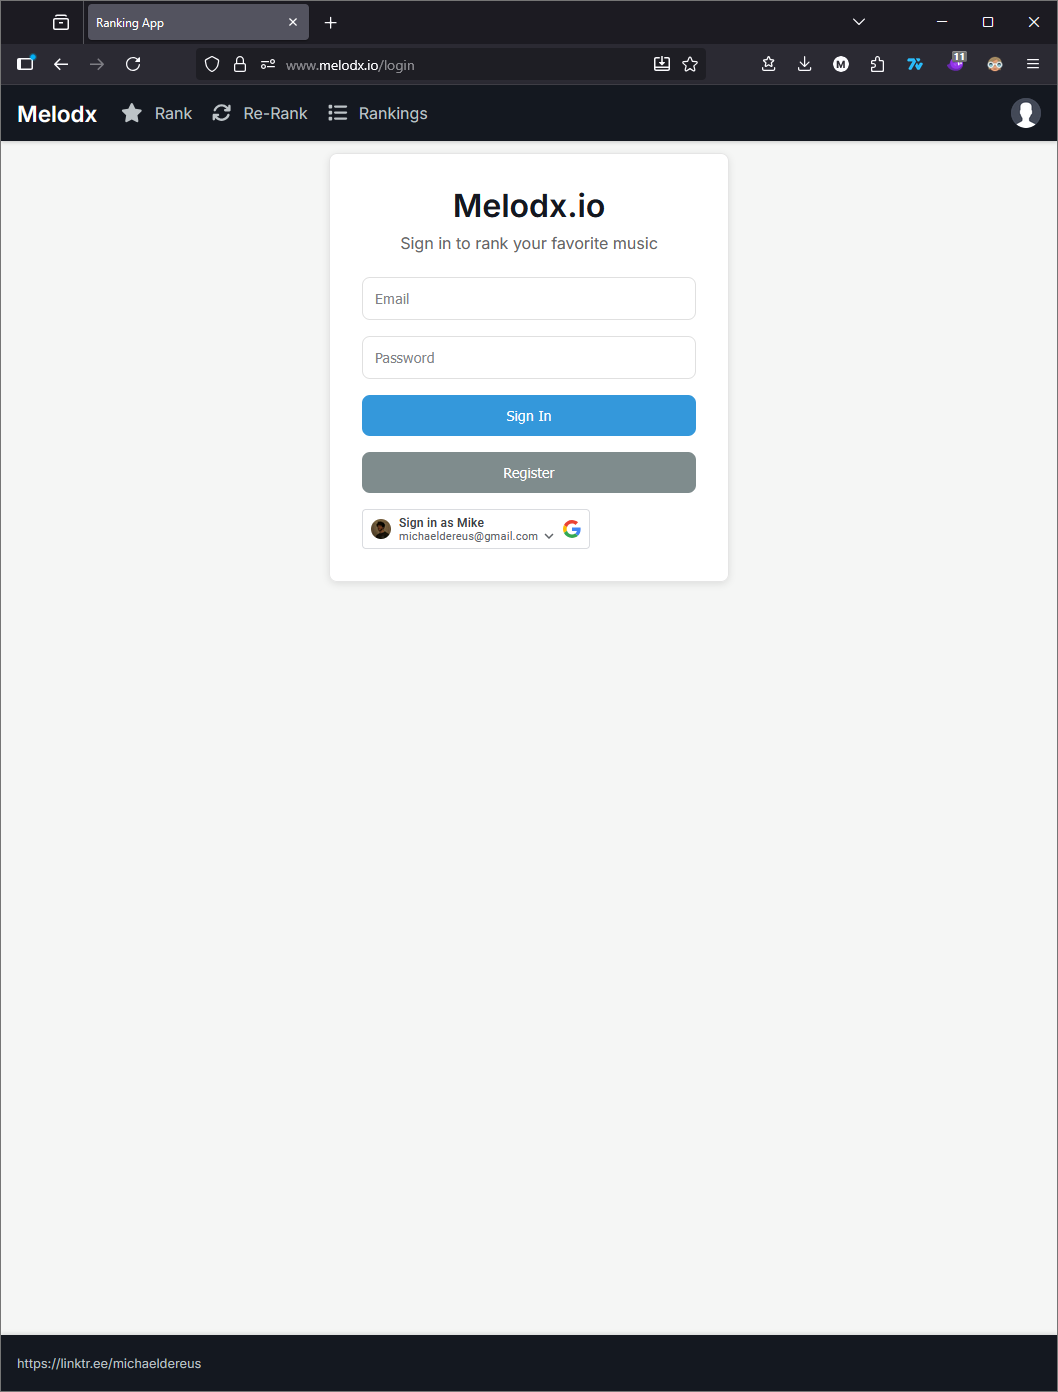 Ranking App
www.melodx.io/login
11
M
Melodx
Rank
Re-Rank
Rankings
Melodx.io
Sign in to rank your favorite music
Email
Password
Sign In
Register
Sign in as Mike
michaeldereus@gmail.com
https://linktr.ee/michaeldereus